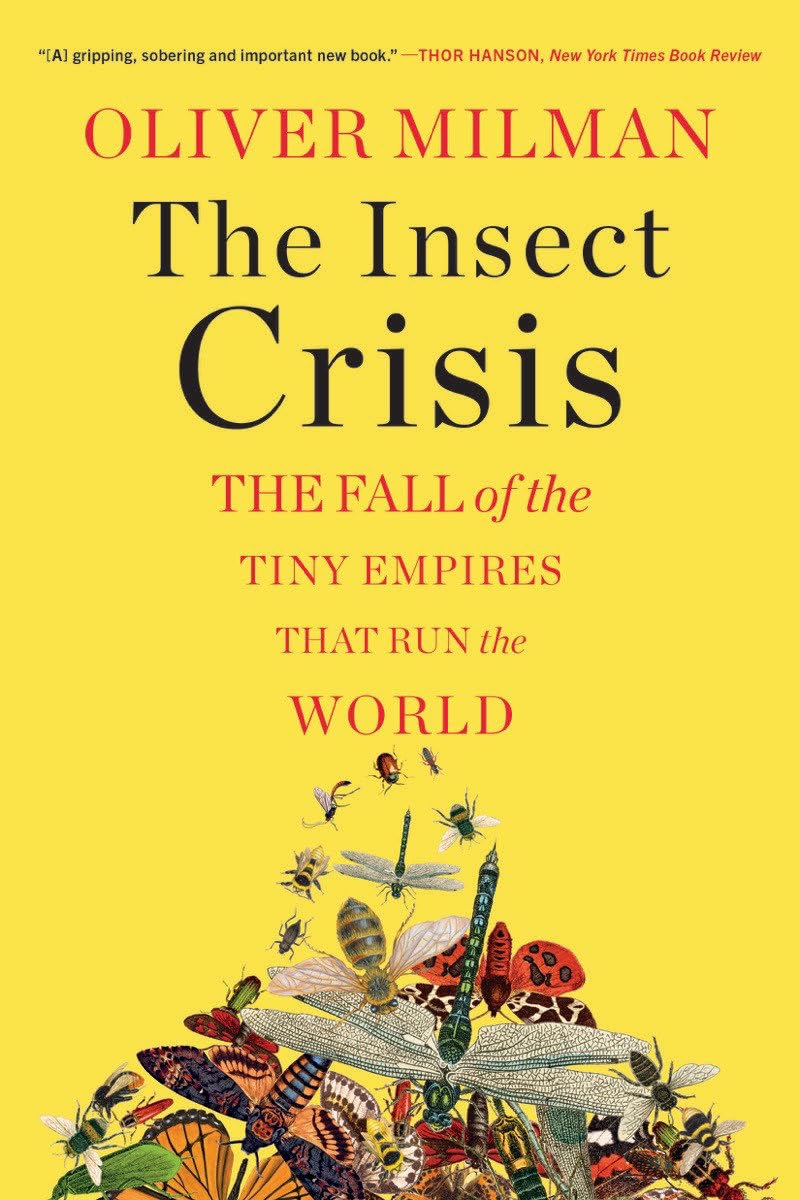 “[A] gripping, sobering and important new book.” —THOR HANSON, New York Times Book Review
OLIVER MILMAN
The Insect
Crisis
THE FALL of the
TINY EMPIRES
THAT RUN the
WORLD